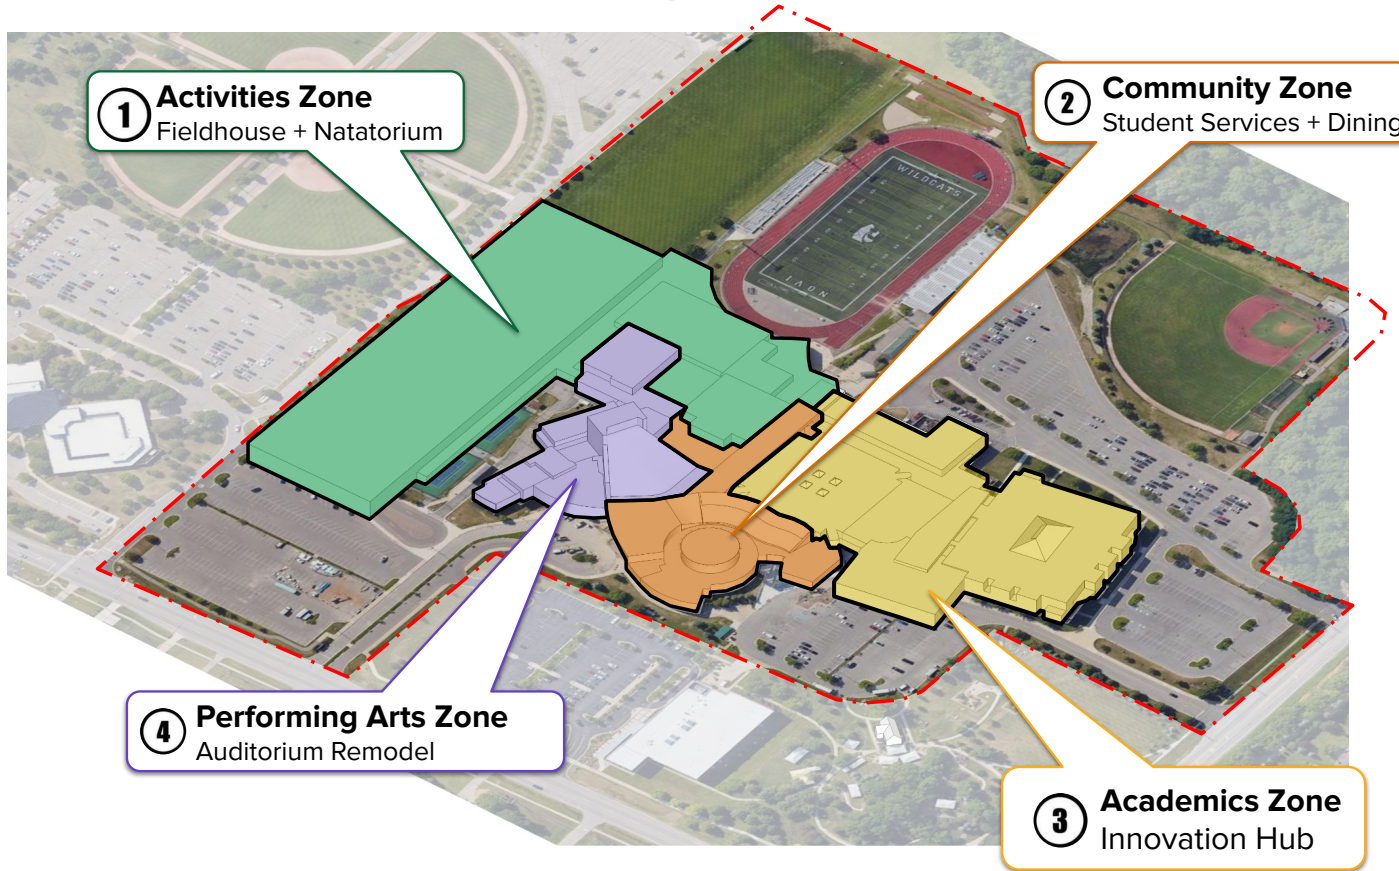 1
Activities Zone
Fieldhouse + Natatorium
2
Community Zone
Student Services + Dining
WILDCATS
NOVI
4
Performing Arts Zone
Auditorium Remodel
3
Academics Zone
Innovation Hub